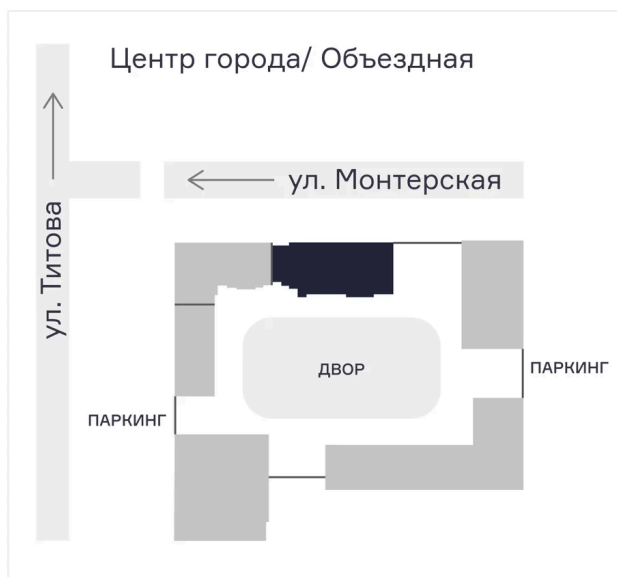 Центр города/ Объездная
ул. Монтерская
ул. Титова
ДВОР
ПАРКИНГ
ПАРКИНГ